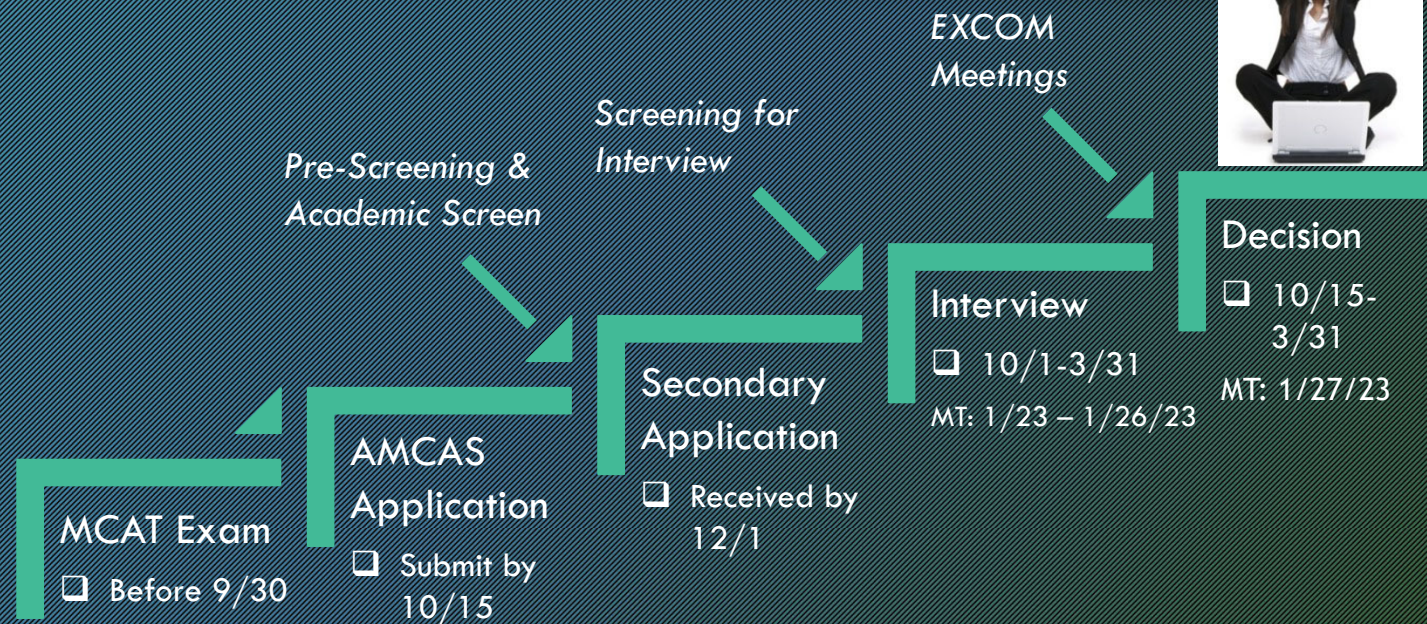 MCAT Exam
❑ Before 9/30
Pre-Screening &
Academic Screen
AMCAS
Application
❑ Submit by
10/15
Screening for
Interview
Secondary
Application
❑ Received by
12/1
EXCOM
Meetings
Interview
❑ 10/1-3/31
MT: 1/23 – 1/26/23
Decision
❑ 10/15-
3/31
MT: 1/27/23